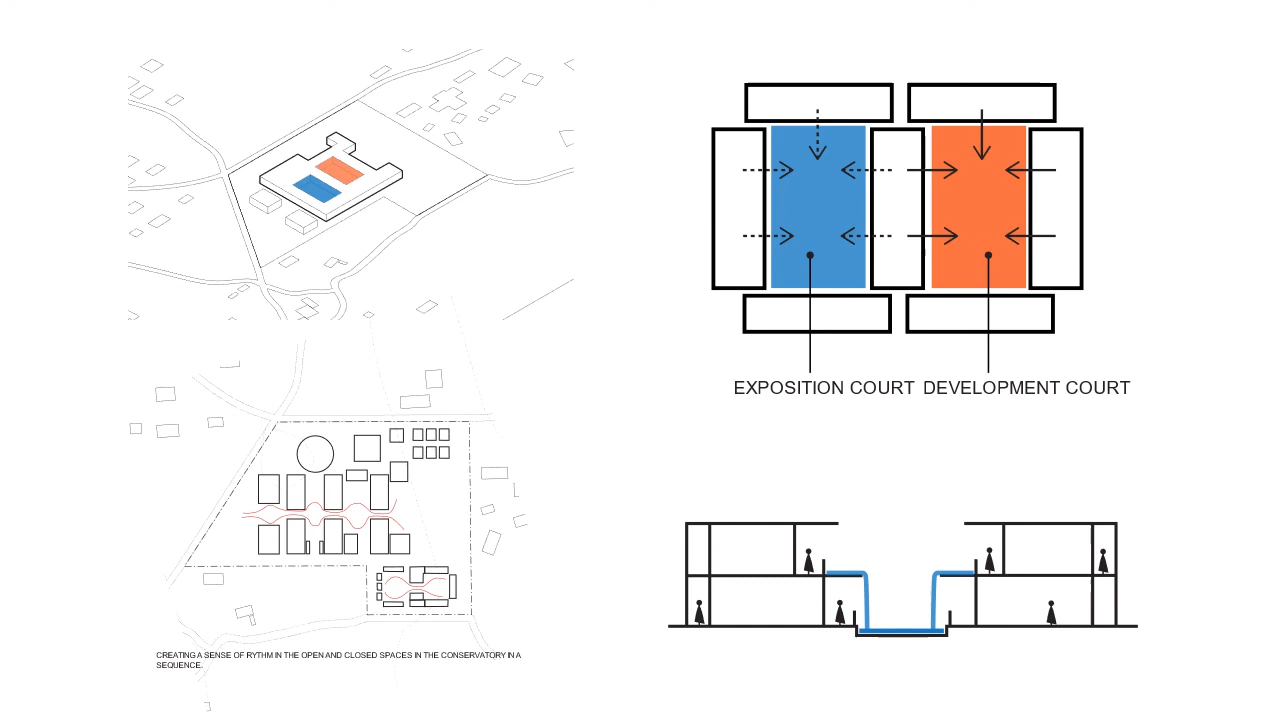 EXPOSITION COURT DEVELOPMENT COURT
CREATING A SENSE OF RYTHM IN THE OPEN AND CLOSED SPACES IN THE CONSERVATORY IN A
SEQUENCE.